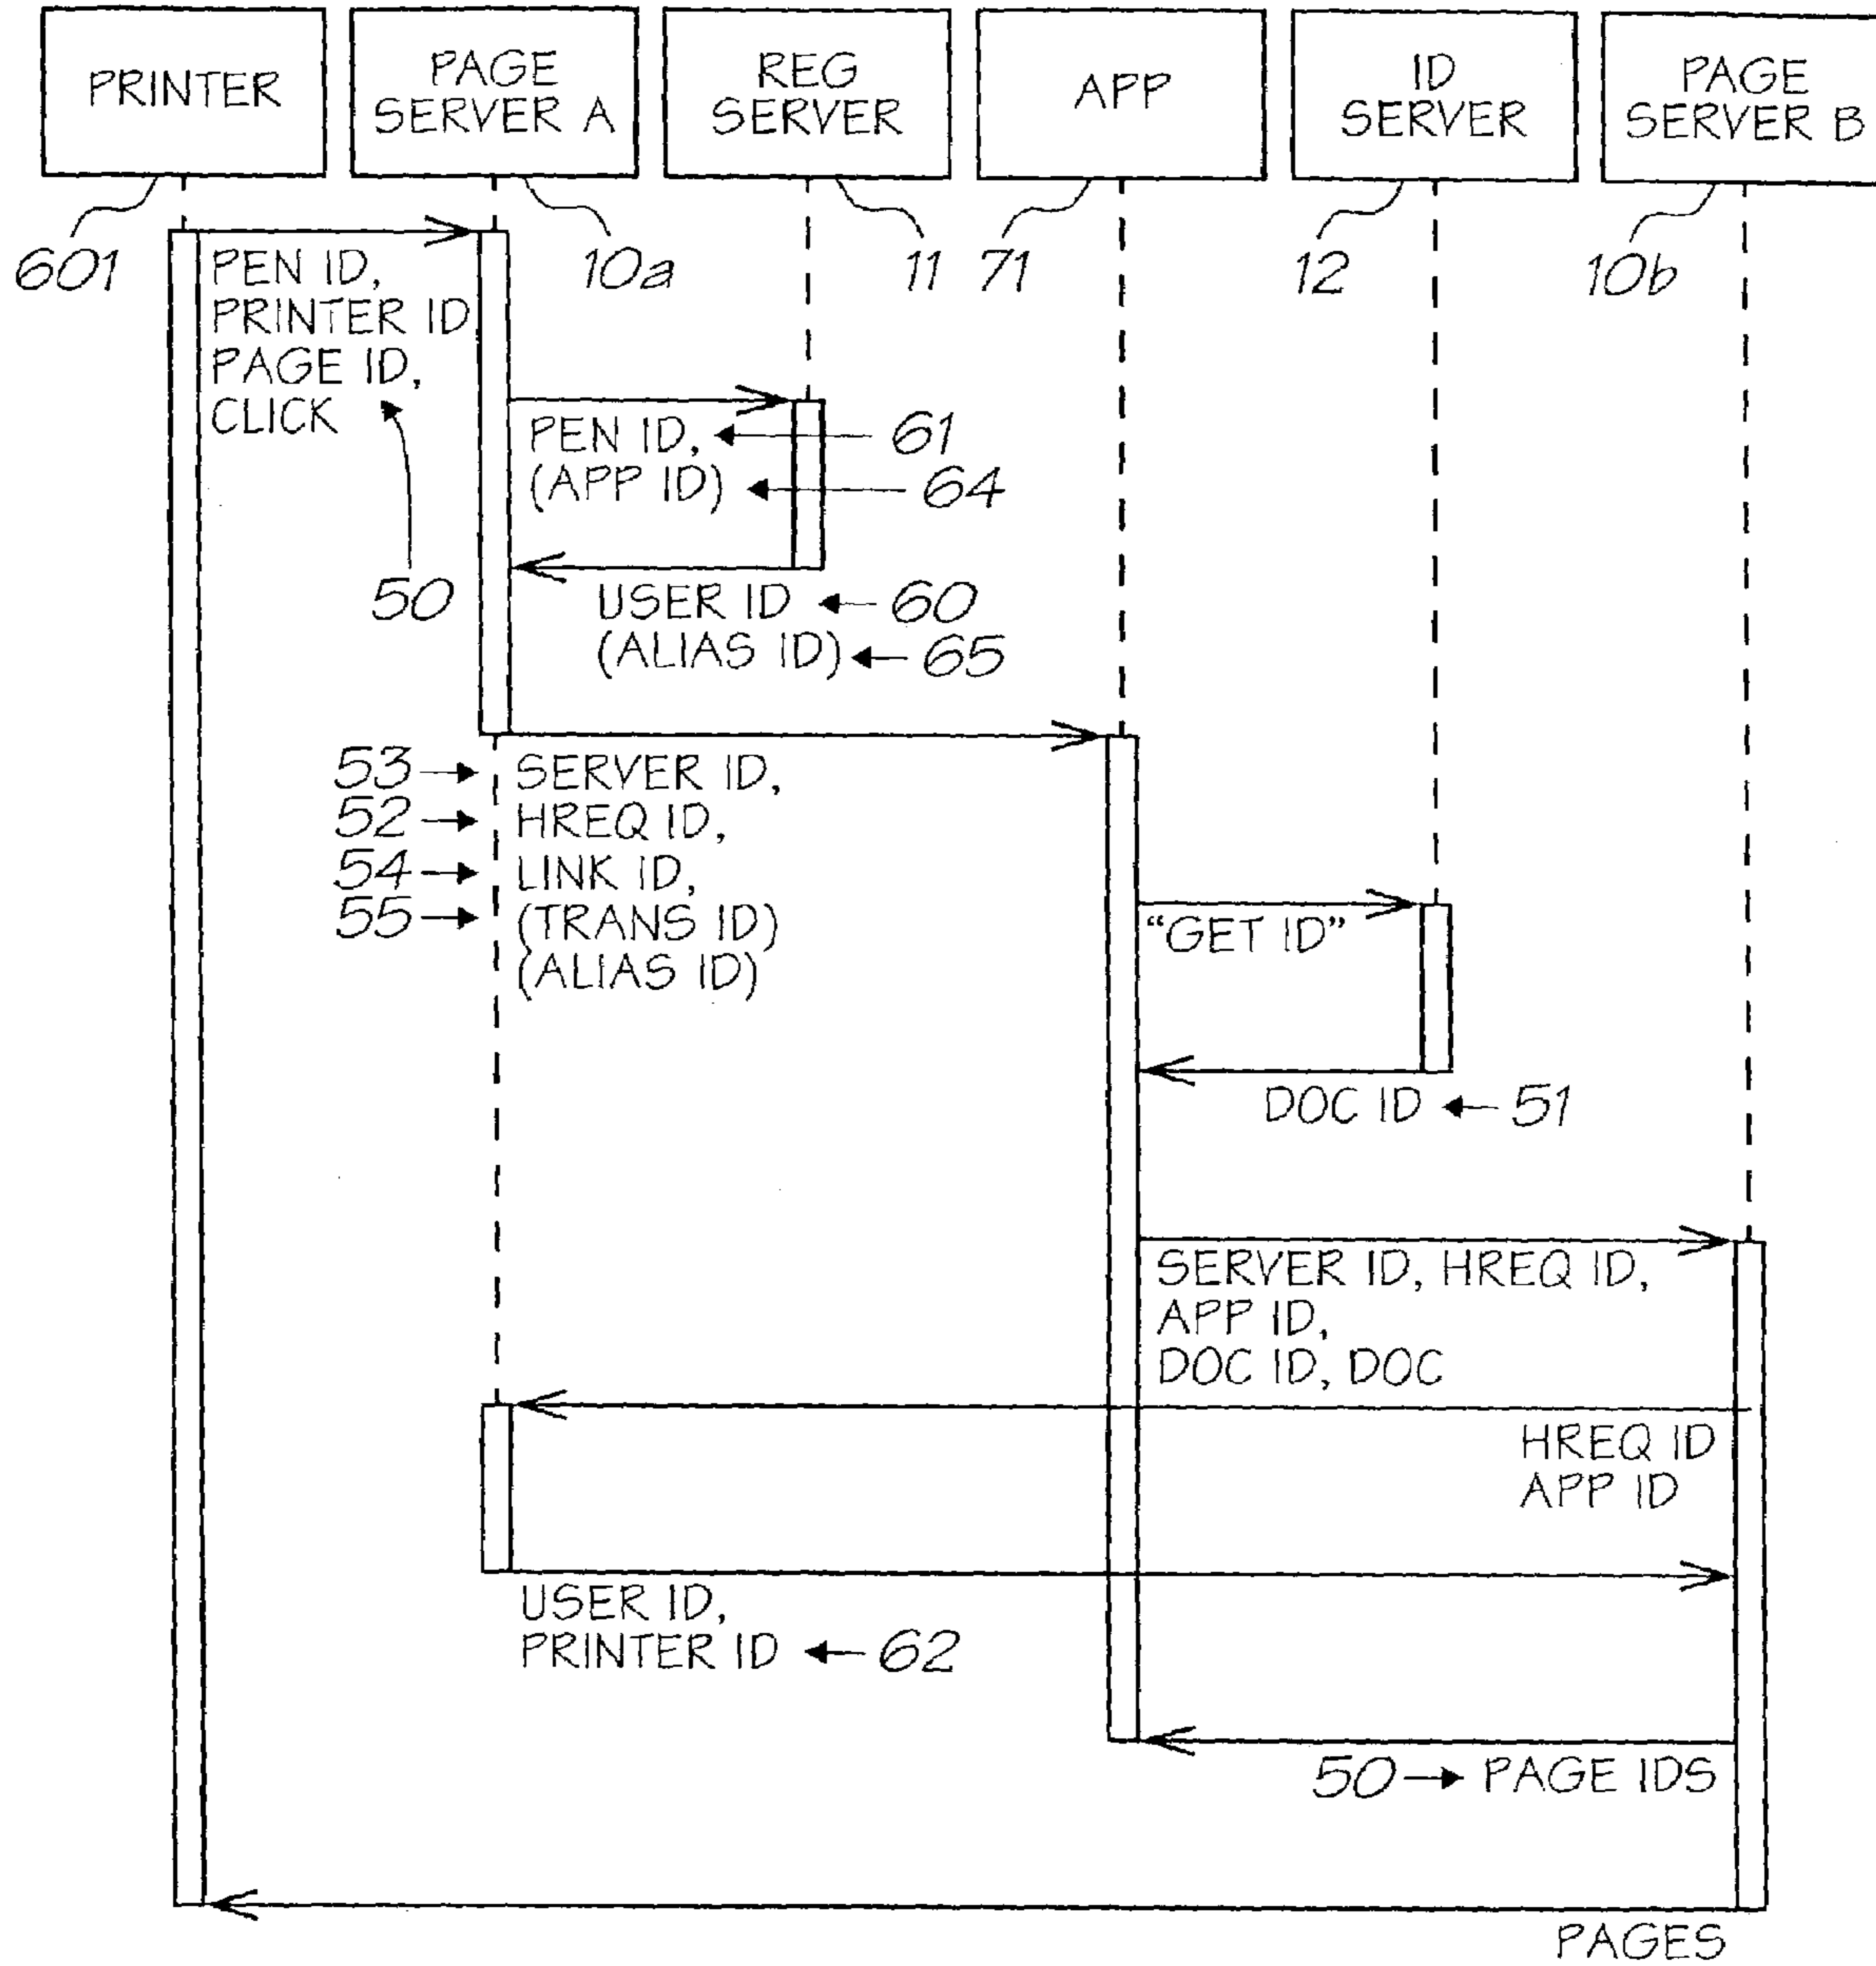 PRINTER
PAGE
SERVER A
REG
SERVER
APP
ID
SERVER
PAGE
SERVER B
601
10a
11
71
12
10b
PEN ID,
PRINTER ID
PAGE ID,
CLICK
50
PEN ID,
61
(APP ID)
64
USER ID
60
(ALIAS ID)
65
53
SERVER ID,
52
HREQ ID,
54
LINK ID,
55
(TRANS ID)
(ALIAS ID)
"GET ID"
DOC ID
51
SERVER ID, HREQ ID,
APP ID,
DOC ID, DOC
HREQ ID
APP ID
USER ID,
PRINTER ID
62
50
PAGE IDS
PAGES